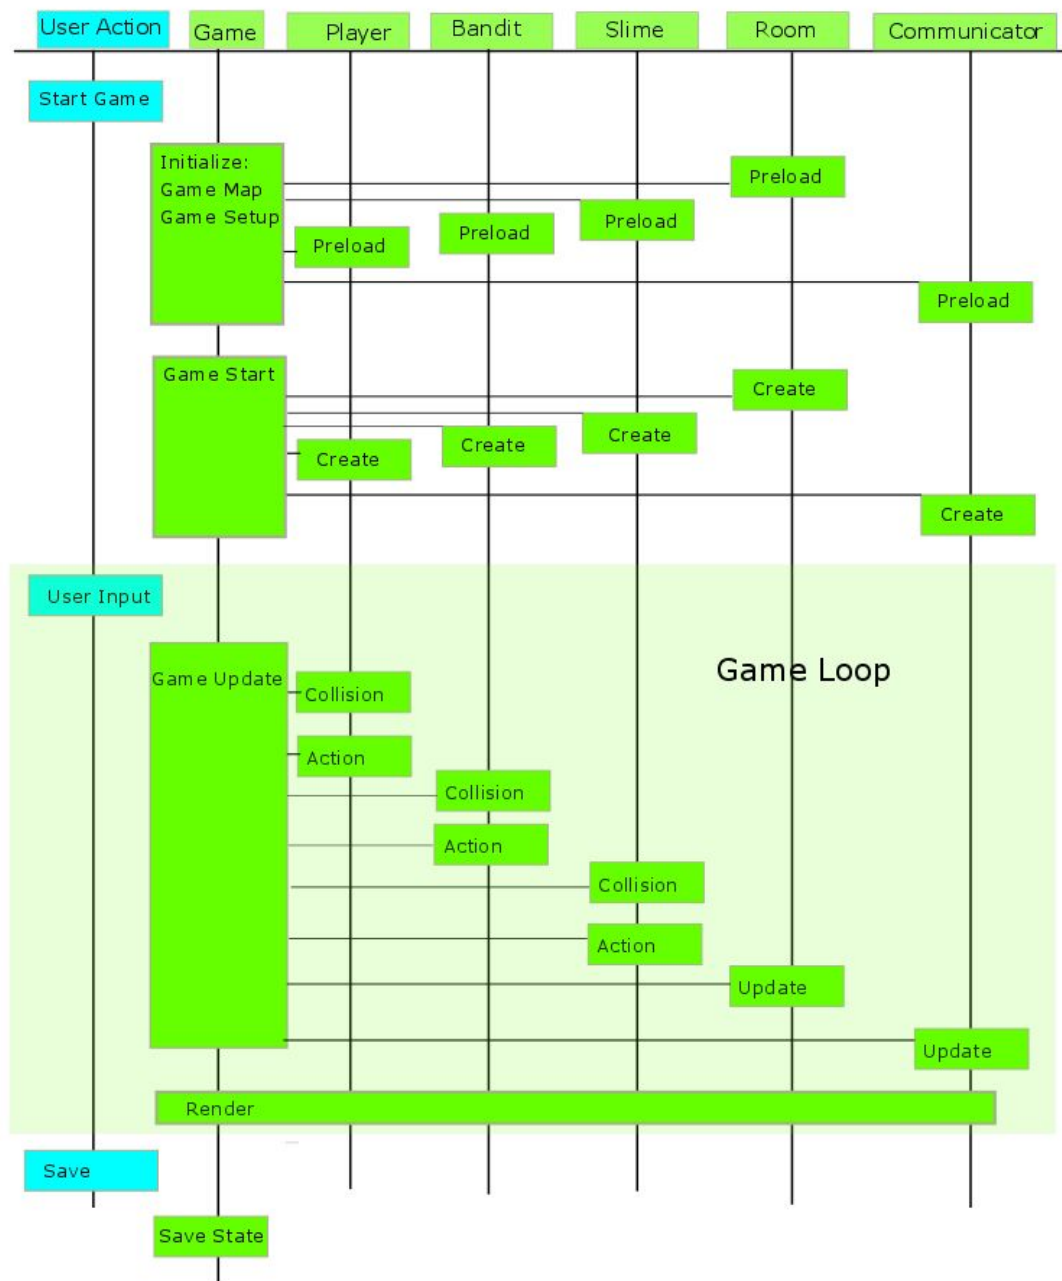 User Action
Game
Player
Bandit
Slime
Room
Communicator
Start Game
Initialize:
Game Map
Game Setup
Preload
Preload
Preload
Preload
Preload
Game Start
Create
Create
Create
Create
Create
User Input
Game Loop
Game Update
Collision
Action
Collision
Action
Collision
Action
Update
Update
Render
Save
Save State